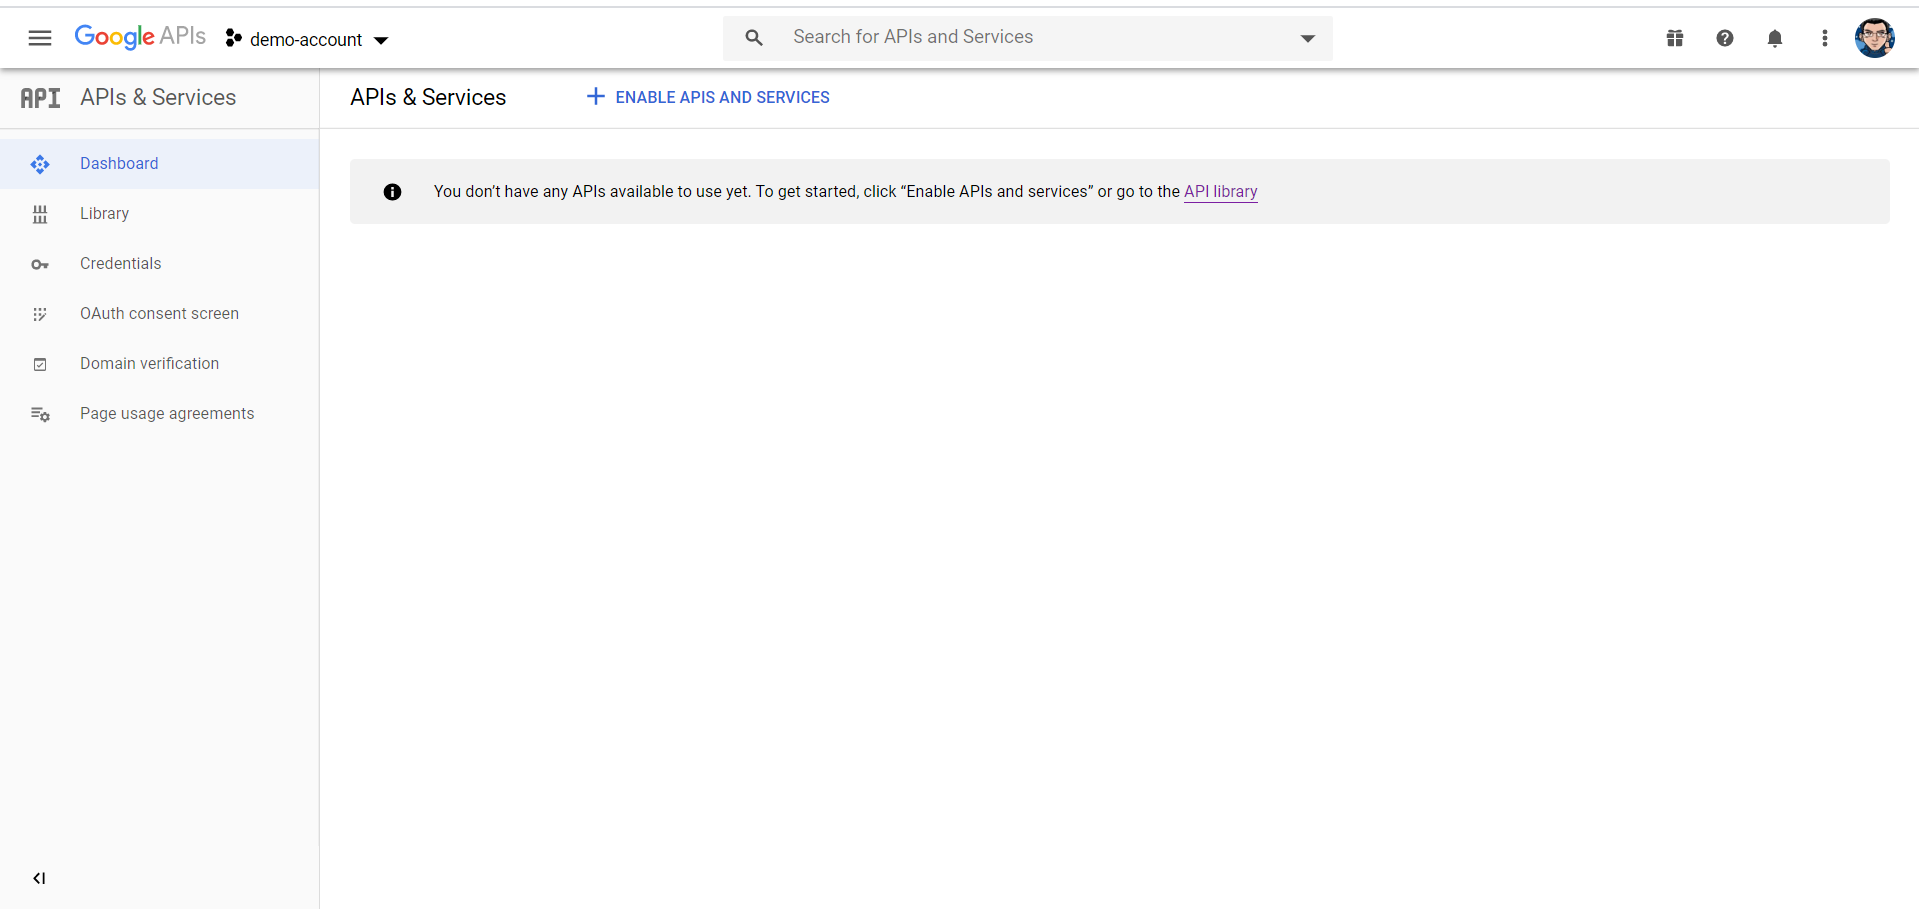 Google APIs
demo-account
Search for APIs and Services
API APIs & Services
APIs & Services
ENABLE APIS AND SERVICES
Dashboard
You don’t have any APIs available to use yet. To get started, click “Enable APIs and services” or go to the API library
Library
Credentials
OAuth consent screen
Domain verification
Page usage agreements